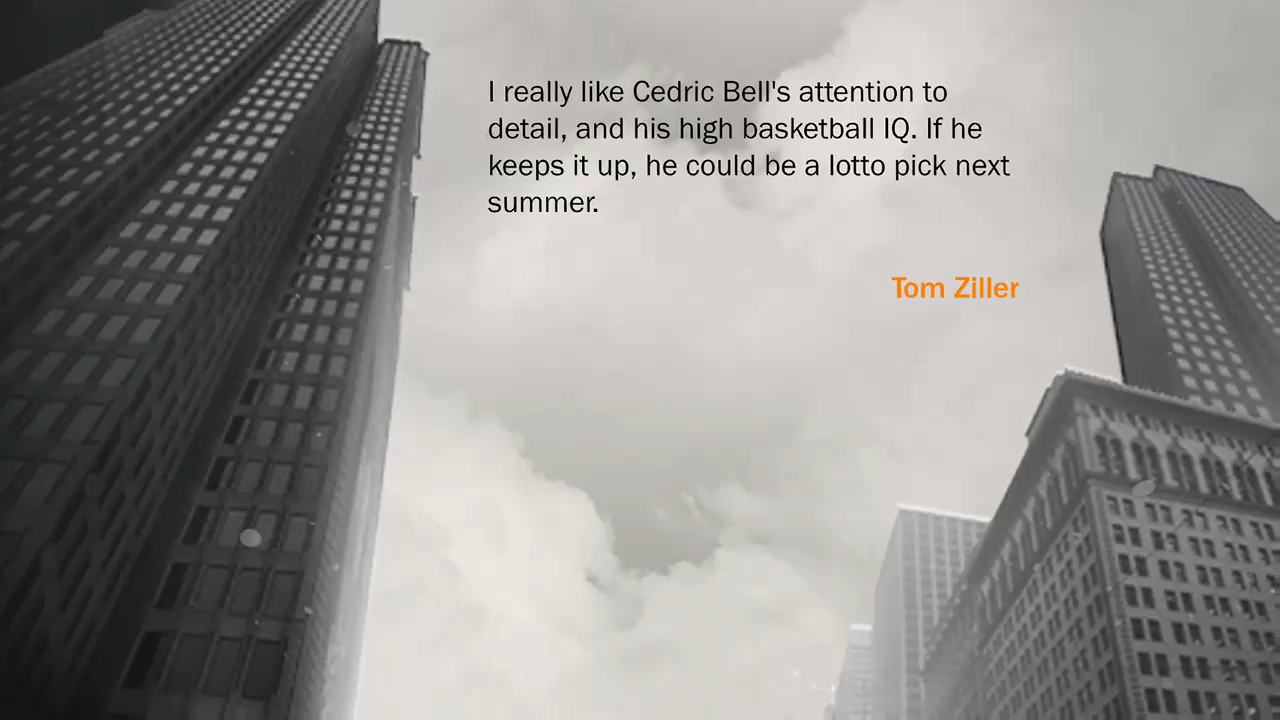 I really like Cedric Bell's attention to
detail, and his high basketball IQ. If he
keeps it up, he could be a lotto pick next
summer.
Tom Ziller